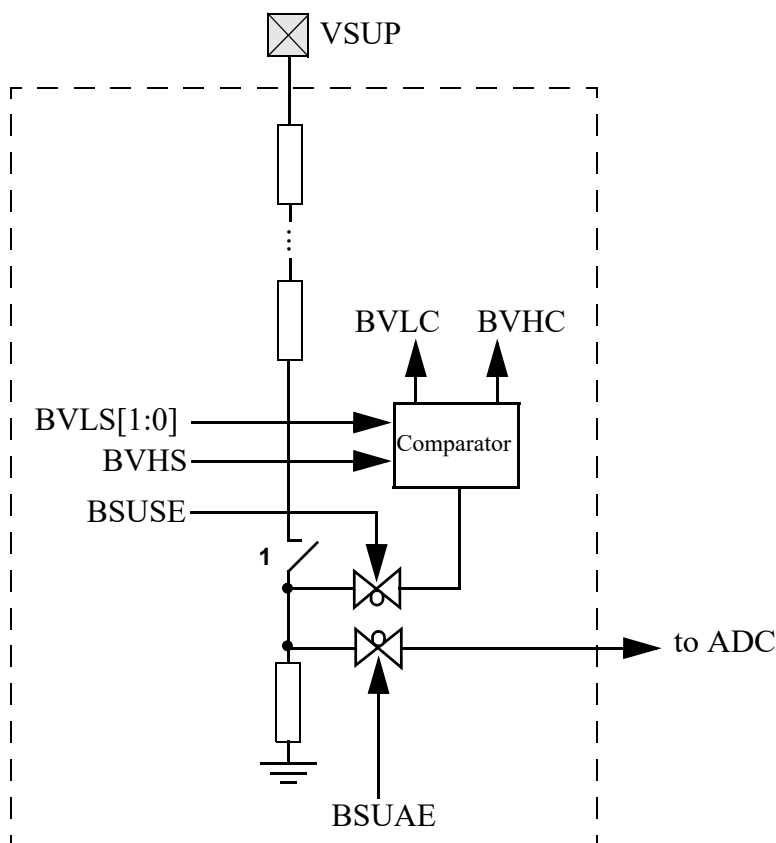 VSUP
BVLC
BVHC
BVLS[1:0]
Comparator
BVHS
BSUSE
1
to ADC
BSUAE